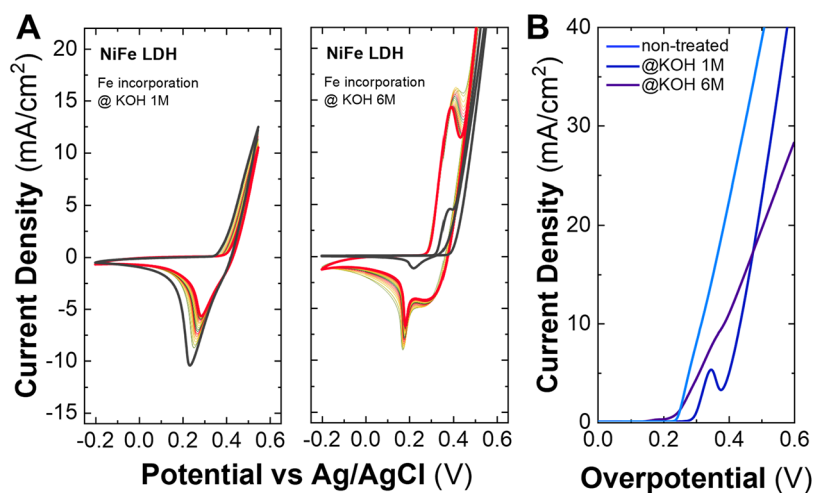 A
B
NiFe LDH
Fe incorporation
@ KOH 1M
NiFe LDH
Fe incorporation
@ KOH 6M
non-treated
@KOH 1M
@KOH 6M
Current Density (mA/cm²)
20
15
10
5
0
-5
-10
-15
-0.2 0.0 0.2 0.4 0.6
-0.2 0.0 0.2 0.4 0.6
Potential vs Ag/AgCl (V)
Current Density (mA/cm²)
40
30
20
10
0
0.0 0.2 0.4 0.6
Overpotential (V)